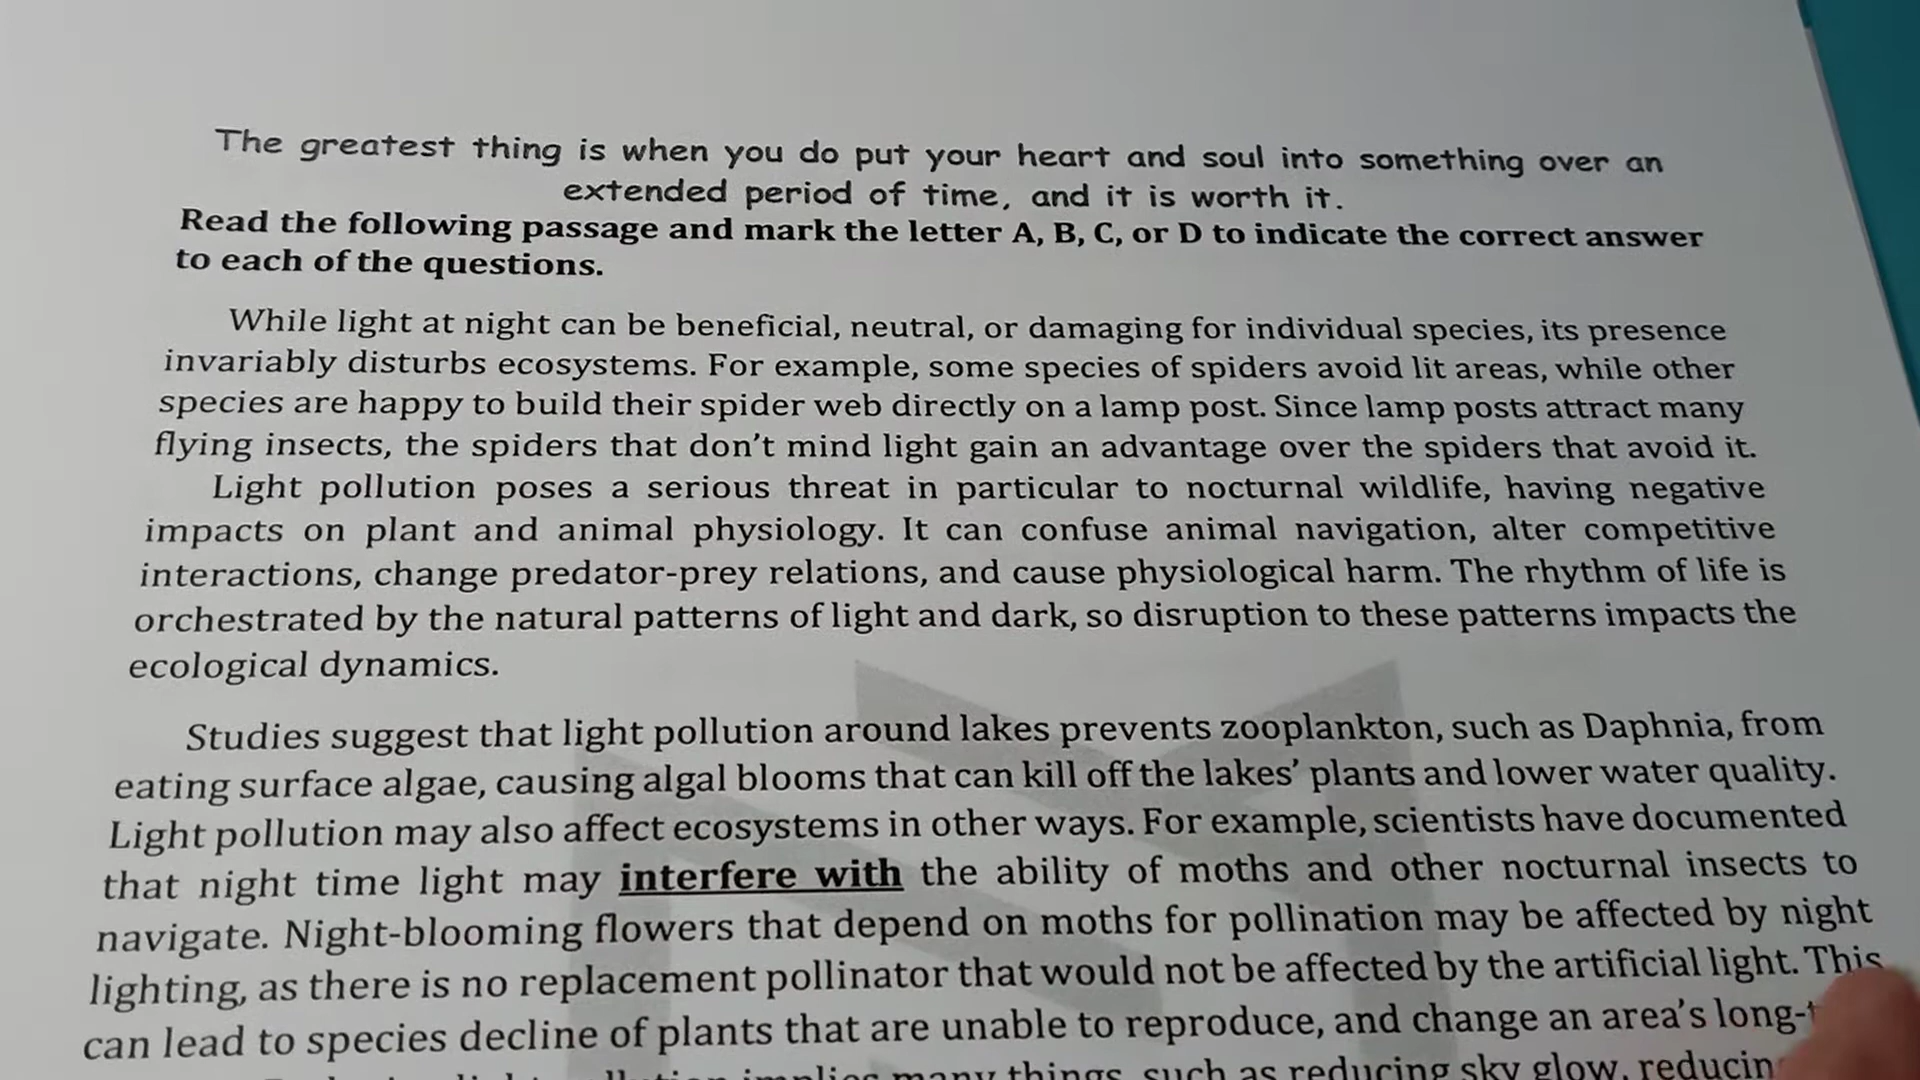 The greatest thing is when you do put your heart and soul into something over an
extended period of time, and it is worth it.
Read the following passage and mark the letter A, B, C, or D to indicate the correct answer
to each of the questions.
While light at night can be beneficial, neutral, or damaging for individual species, its presence
invariably disturbs ecosystems. For example, some species of spiders avoid lit areas, while other
species are happy to build their spider web directly on a lamp post. Since lamp posts attract many
flying insects, the spiders that don’t mind light gain an advantage over the spiders that avoid it.
Light pollution poses a serious threat in particular to nocturnal wildlife, having negative
impacts on plant and animal physiology. It can confuse animal navigation, alter competitive
interactions, change predator-prey relations, and cause physiological harm. The rhythm of life is
orchestrated by the natural patterns of light and dark, so disruption to these patterns impacts the
ecological dynamics.
Studies suggest that light pollution around lakes prevents zooplankton, such as Daphnia, from
eating surface algae, causing algal blooms that can kill off the lakes’ plants and lower water quality.
Light pollution may also affect ecosystems in other ways. For example, scientists have documented
that night time light may interfere with the ability of moths and other nocturnal insects to
navigate. Night-blooming flowers that depend on moths for pollination may be affected by night
lighting, as there is no replacement pollinator that would not be affected by the artificial light. This
can lead to species decline of plants that are unable to reproduce, and change an area’s long-
implies many things, such as reducing sky glow, reducing